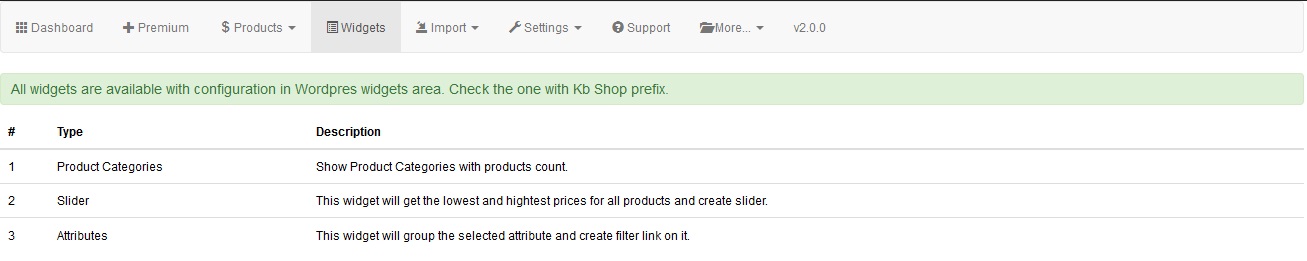 Dashboard Premium $ Products Widgets Import Settings Support More... v2.0.0
All widgets are available with configuration in Wordpres widgets area. Check the one with Kb Shop prefix.
# Type Description
1 Product Categories Show Product Categories with products count.
2 Slider This widget will get the lowest and hightest prices for all products and create slider.
3 Attributes This widget will group the selected attribute and create filter link on it.